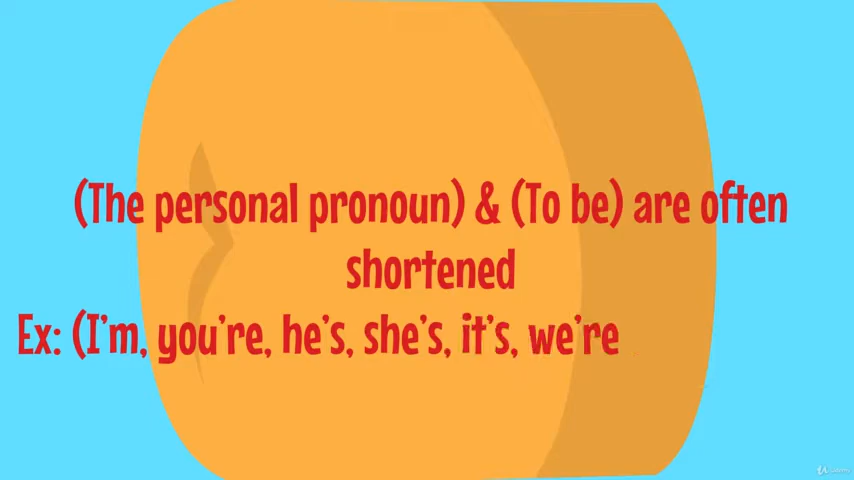 (The personal pronoun) & (To be) are often
shortened
Ex: (I'm, you're, he's, she's, it's, we're